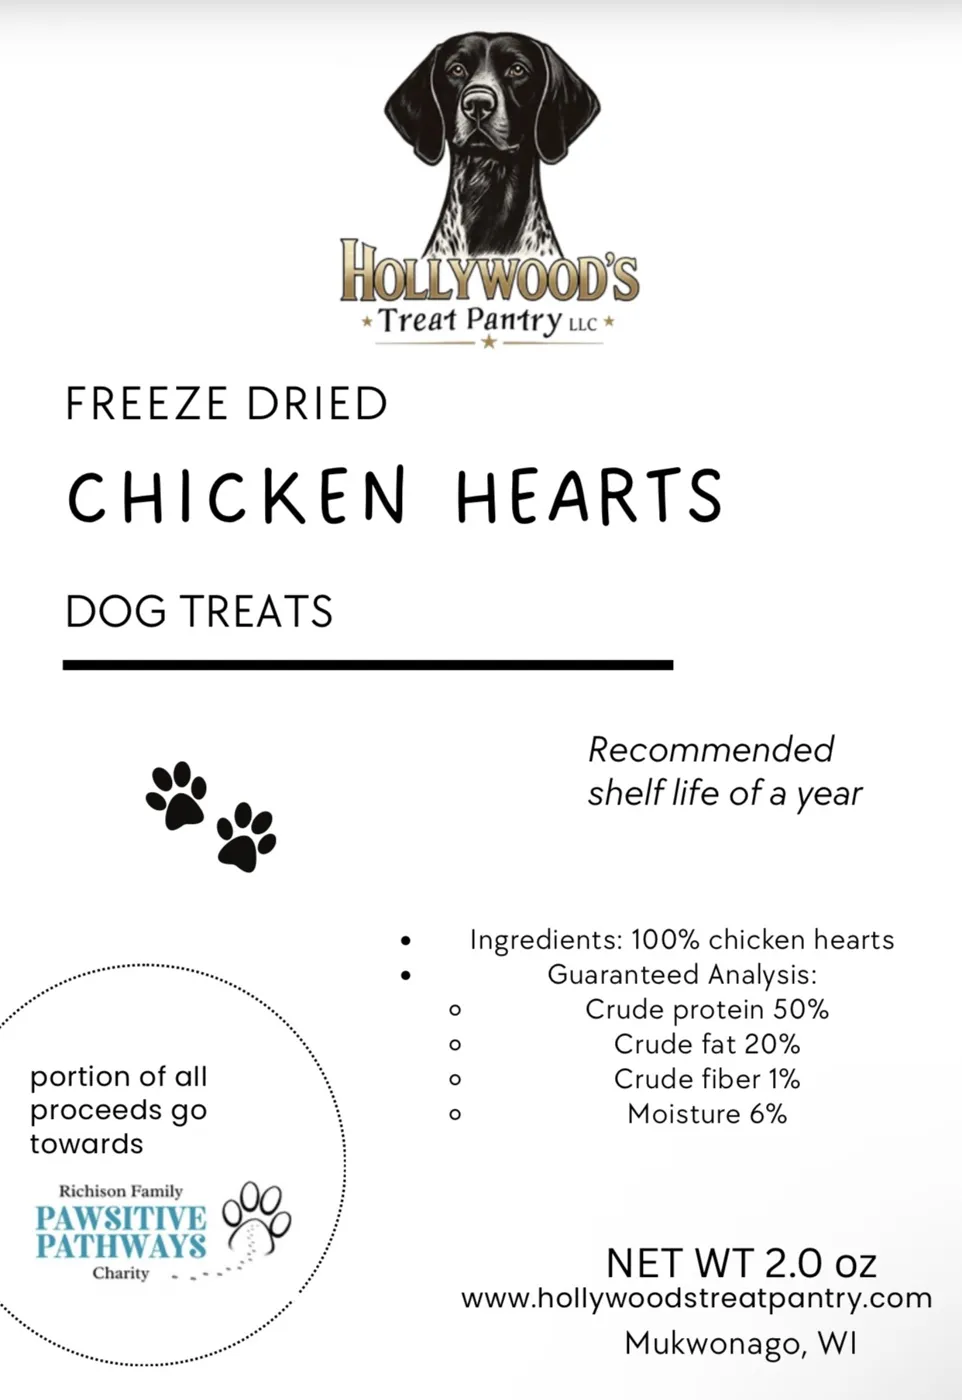 HOLLYWOOD'S
Treat Pantry LLC
FREEZE DRIED
CHICKEN HEARTS
DOG TREATS
Recommended
shelf life of a year
• Ingredients: 100% chicken hearts
• Guaranteed Analysis:
◦ Crude protein 50%
◦ Crude fat 20%
◦ Crude fiber 1%
◦ Moisture 6%
portion of all
proceeds go
towards
Richison Family
PAWSITIVE
PATHWAYS
Charity
NET WT 2.0 oz
www.hollywoodstreatpantry.com
Mukwonago, WI